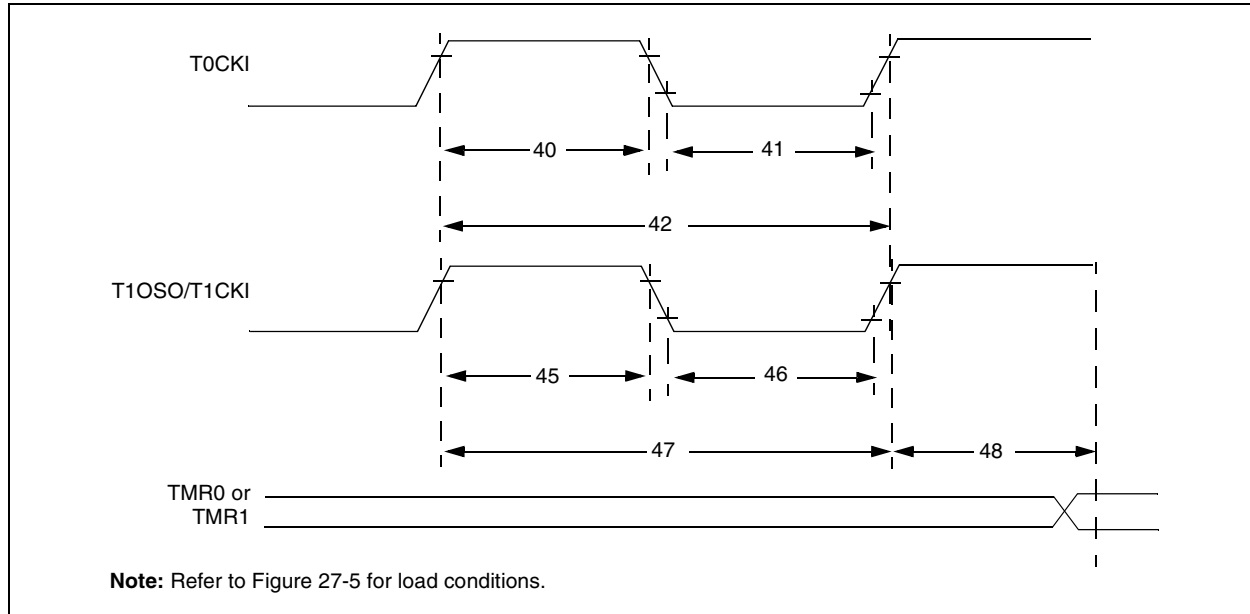 T0CKI
40
41
42
T1OSO/T1CKI
45
46
47
48
TMR0 or
TMR1
Note: Refer to Figure 27-5 for load conditions.